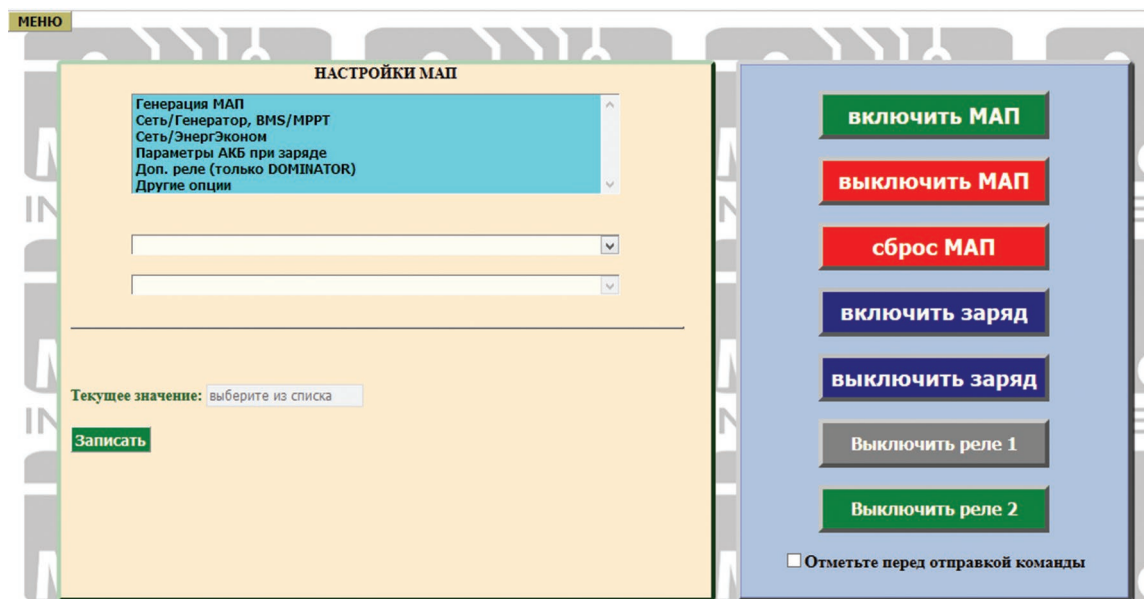 МЕНЮ
НАСТРОЙКИ МАП
Генерация МАП
Сеть/Генератор, BMS/MPPT
Сеть/ЭнергЭконом
Параметры АКБ при заряде
Доп. реле (только DOMINATOR)
Другие опции
Текущее значение: выберите из списка
Записать
включить МАП
выключить МАП
сброс МАП
включить заряд
выключить заряд
Выключить реле 1
Выключить реле 2
Отметьте перед отправкой команды